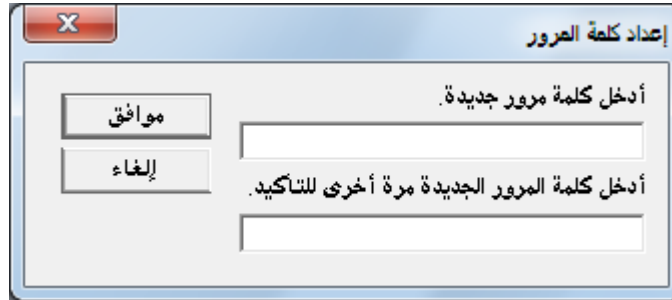 إعداد كلمة المرور
أدخل كلمة مرور جديدة.
موافق
إلغاء
أدخل كلمة المرور الجديدة مرة أخرى للتأكيد.